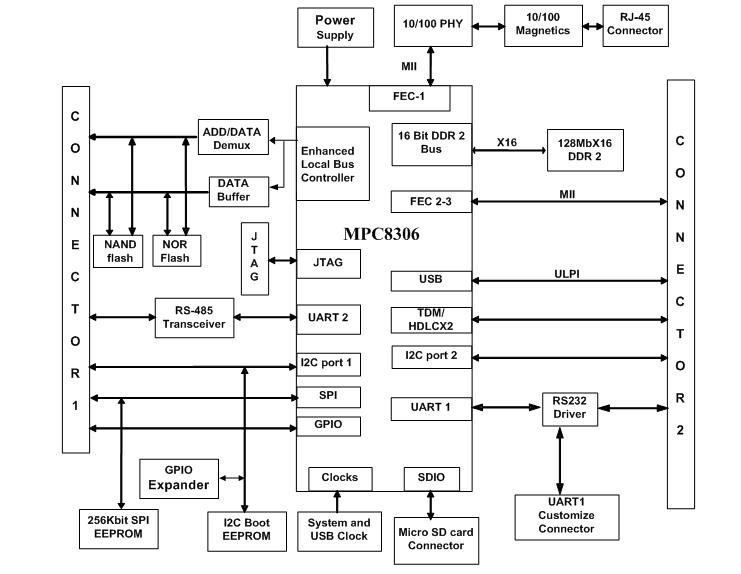 Power
Supply
10/100 PHY
10/100
Magnetics
RJ-45
Connector
MII
FEC-1
CONNECTOR1
ADD/DATA
Demux
DATA
Buffer
Enhanced
Local Bus
Controller
16 Bit DDR 2
Bus
X16
128MbX16
DDR 2
CONNECTOR2
FEC 2-3
MII
MPC8306
NAND
flash
NOR
Flash
JTAG
JTAG
USB
ULPI
RS-485
Transceiver
UART 2
TDM/
HDLCX2
I2C port 1
I2C port 2
SPI
UART 1
RS232
Driver
GPIO
GPIO
Expander
Clocks
SDIO
256Kbit SPI
EEPROM
I2C Boot
EEPROM
System and
USB Clock
Micro SD card
Connector
UART1
Customize
Connector